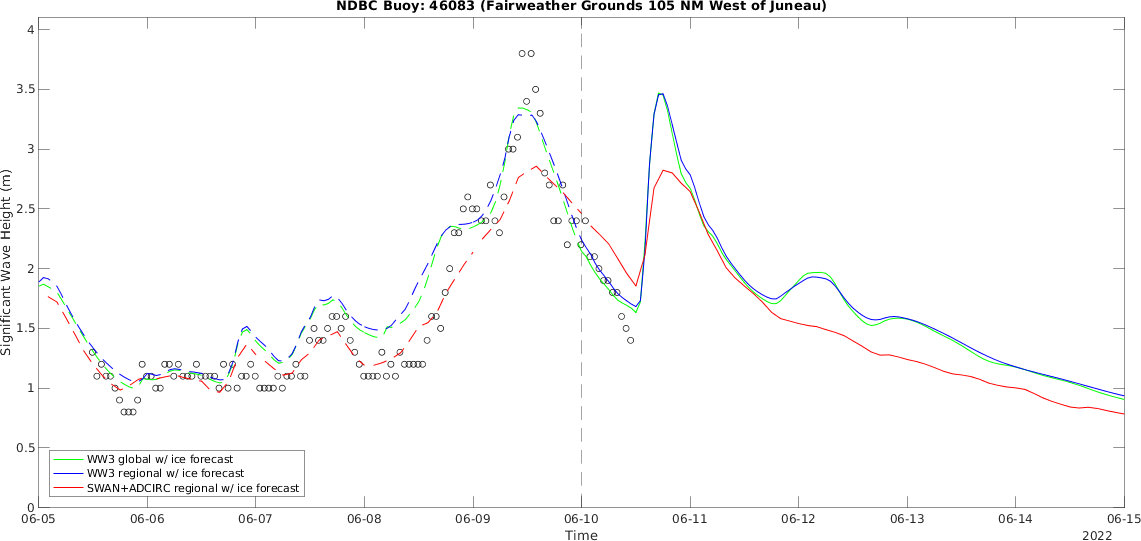 NDBC Buoy: 46083 (Fairweather Grounds 105 NM West of Juneau)
4
3.5
3
2.5
2
1.5
1
0.5
0
Significant Wave Height (m)
WW3 global w/ ice forecast
WW3 regional w/ ice forecast
SWAN+ADCIRC regional w/ ice forecast
06-05 06-06 06-07 06-08 06-09 06-10 06-11 06-12 06-13 06-14 06-15
Time
2022